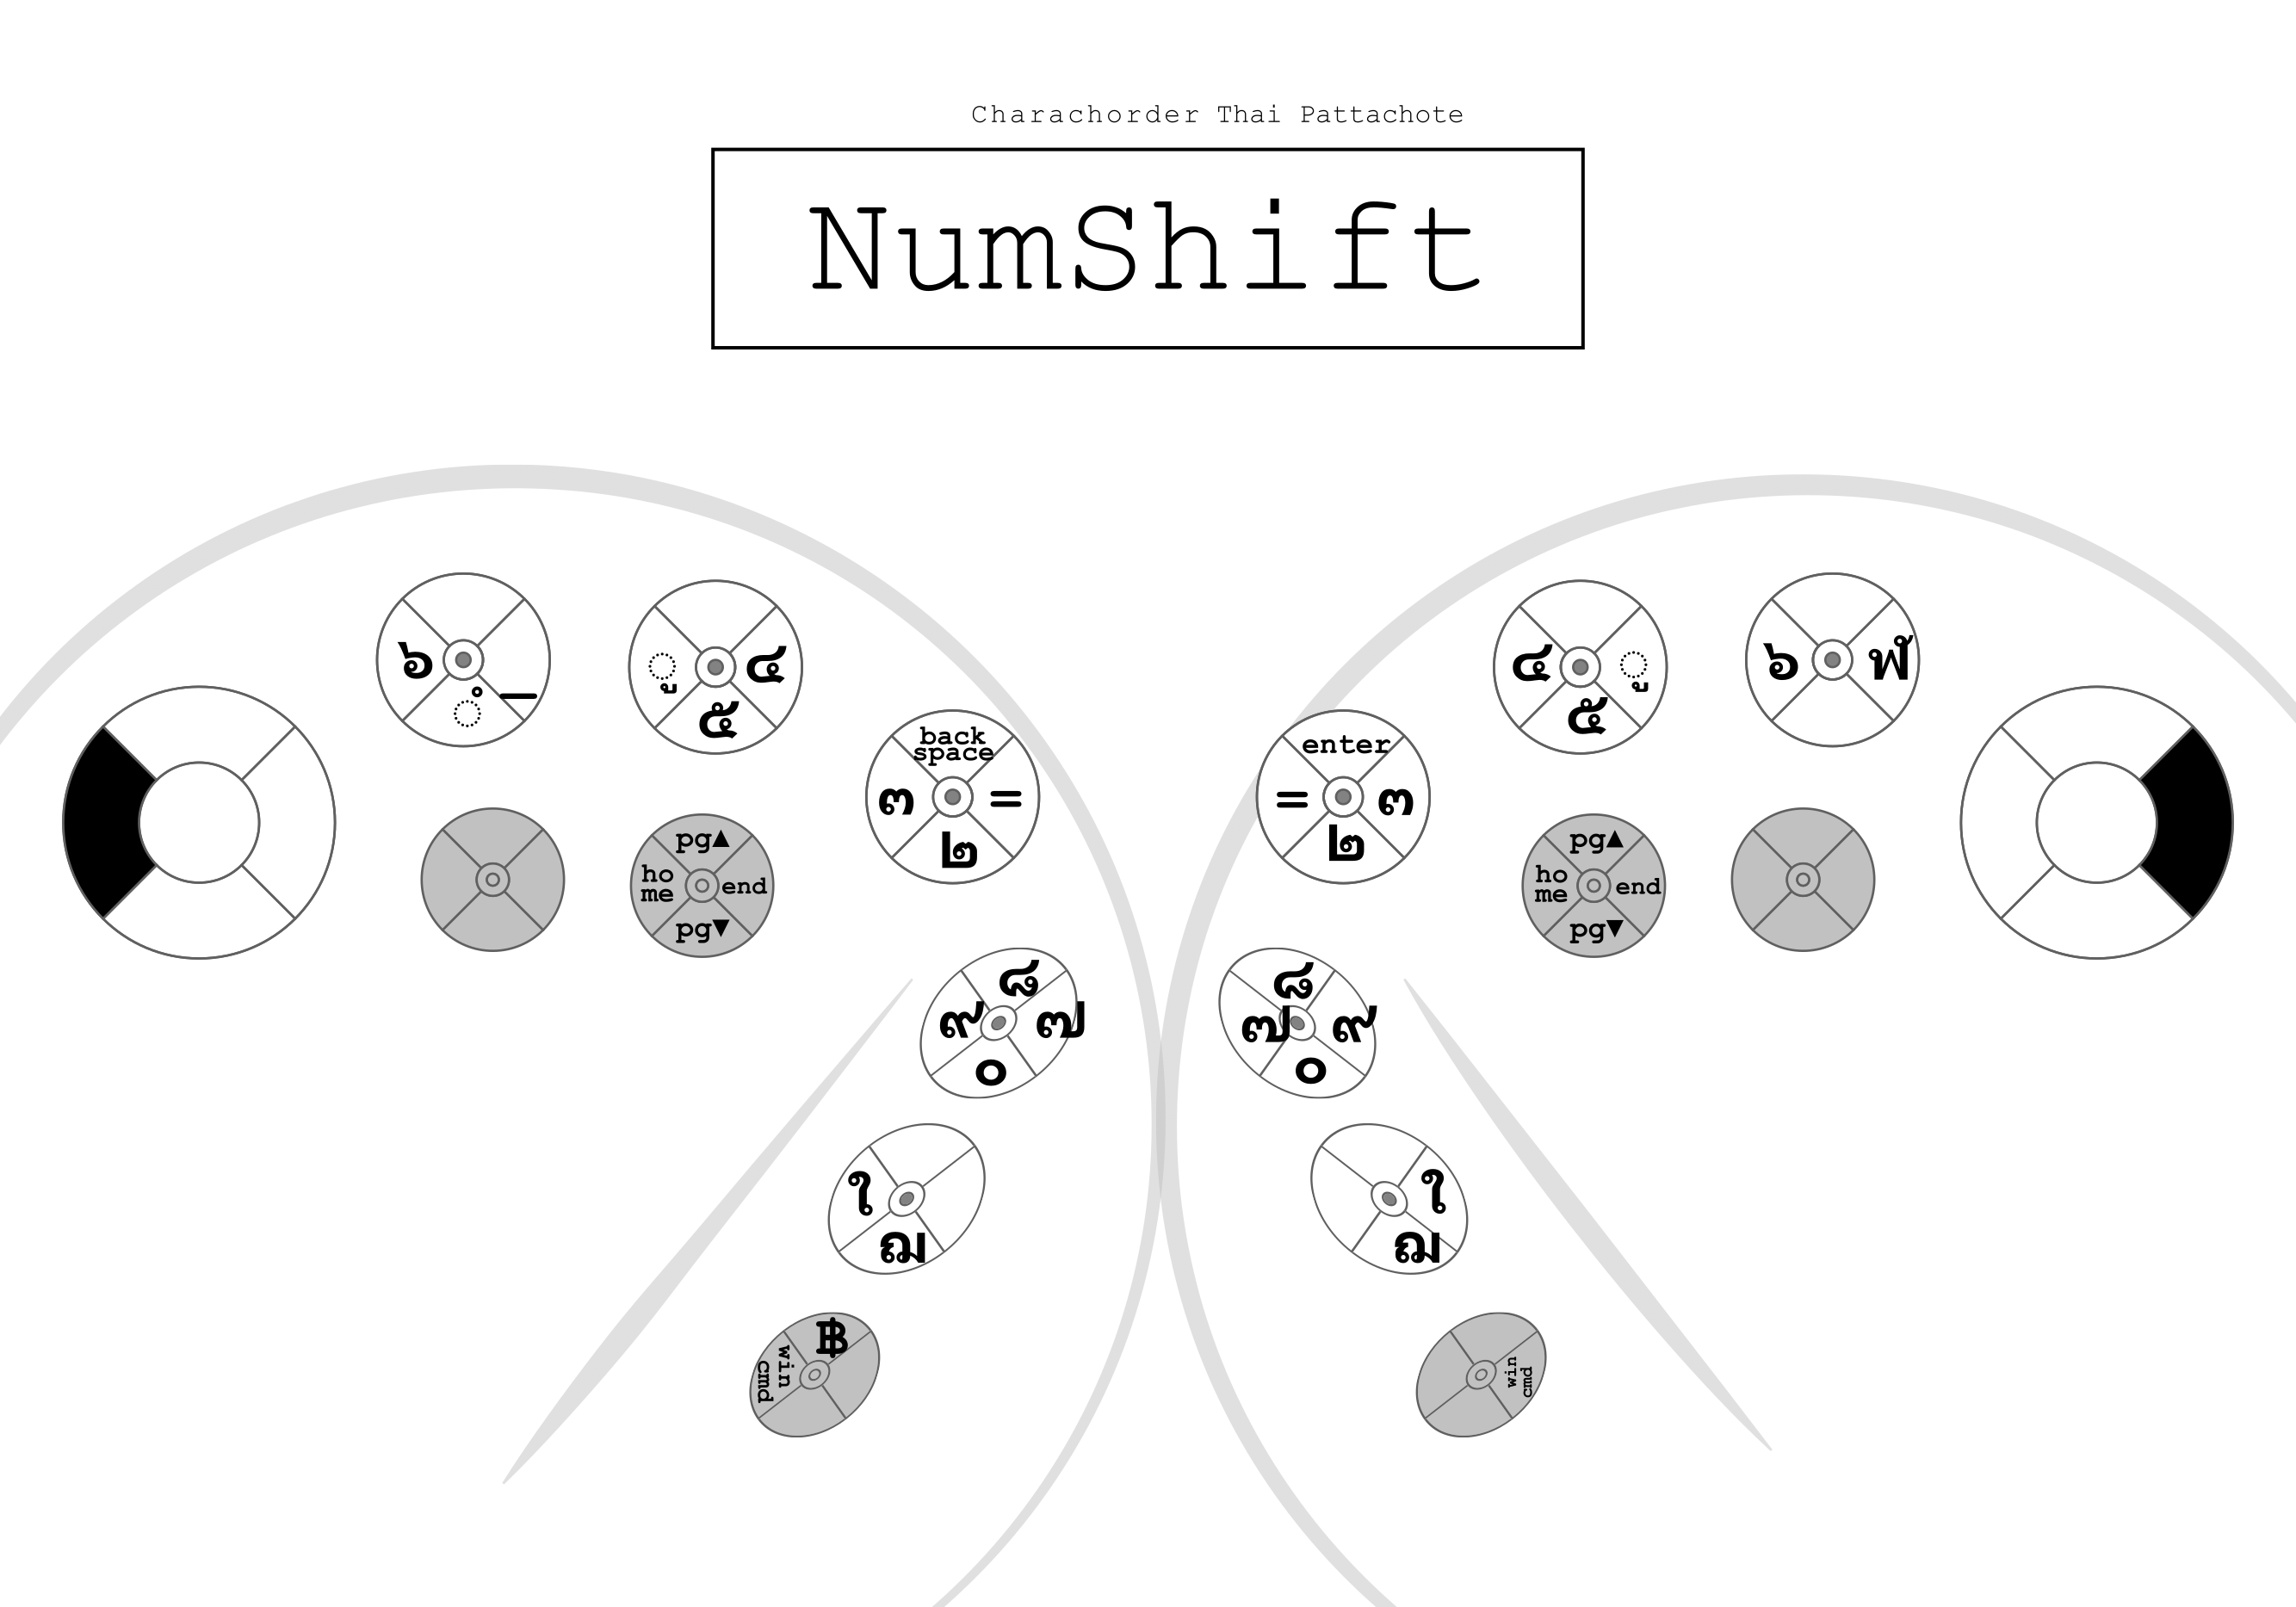 Charachorder Thai Pattachote
NumShift
๖ ํ _
ู ๔ ๕
back
space
๓ = ๒
enter
= ๓ ๒
๔ ู ๕
๖ ฬ
pg▲
ho
me
end
pg▼
pg▲
ho
me
end
pg▼
๘
๙ ๗
๐
๘
๗ ๙
๐
ใ
ฌ
ใ
ฌ
฿
win
cmd
win
cmd